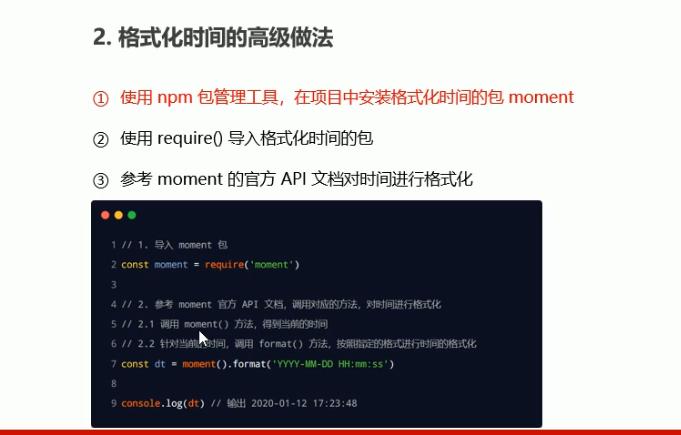 2. 格式化时间的高级做法
① 使用 npm 包管理工具，在项目中安装格式化时间的包 moment
② 使用 require() 导入格式化时间的包
③ 参考 moment 的官方 API 文档对时间进行格式化
1 // 1. 导入 moment 包
2 const moment = require('moment')
3
4 // 2. 参考 moment 官方 API 文档，调用对应的方法，对时间进行格式化
5 // 2.1 调用 moment() 方法，得到当前的时间
6 // 2.2 针对当前的时间，调用 format() 方法，按照指定的格式进行时间的格式化
7 const dt = moment().format('YYYY-MM-DD HH:mm:ss')
8
9 console.log(dt) // 输出 2020-01-12 17:23:48